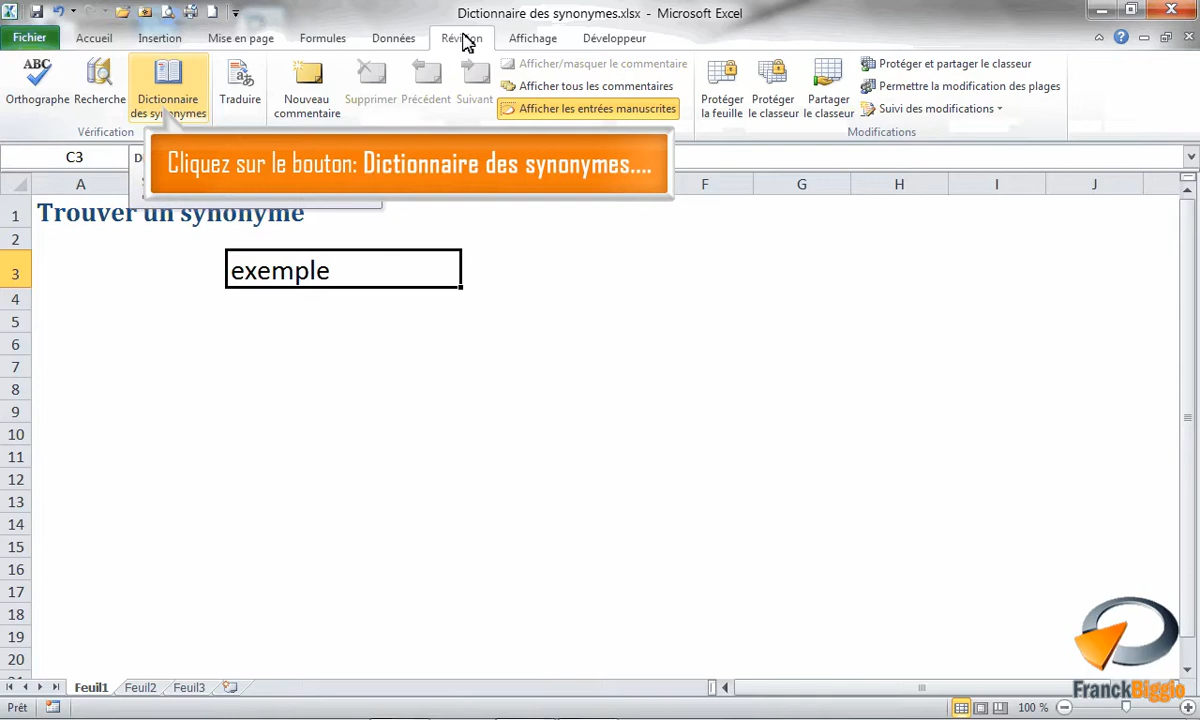 Dictionnaire des synonymes.xlsx - Microsoft Excel
Fichier Accueil Insertion Mise en page Formules Données Révision Affichage Développeur
ABC
Orthographe
Recherche
Dictionnaire
des synonymes
Traduire
Nouveau
commentaire
Supprimer
Précédent
Suivant
Afficher/masquer le commentaire
Afficher tous les commentaires
Afficher les entrées manuscrites
Protéger
la feuille
Protéger
le classeur
Partager
le classeur
Protéger et partager le classeur
Permettre la modification des plages
Suivi des modifications
Vérification
Modifications
C3
Cliquez sur le bouton: Dictionnaire des synonymes....
A F G H I J
1 Trouver un synonyme
2
3 exemple
4
5
6
7
8
9
10
11
12
13
14
15
16
17
18
19
20
Feuil1 Feuil2 Feuil3
FranckBiggio
Prêt
100 %